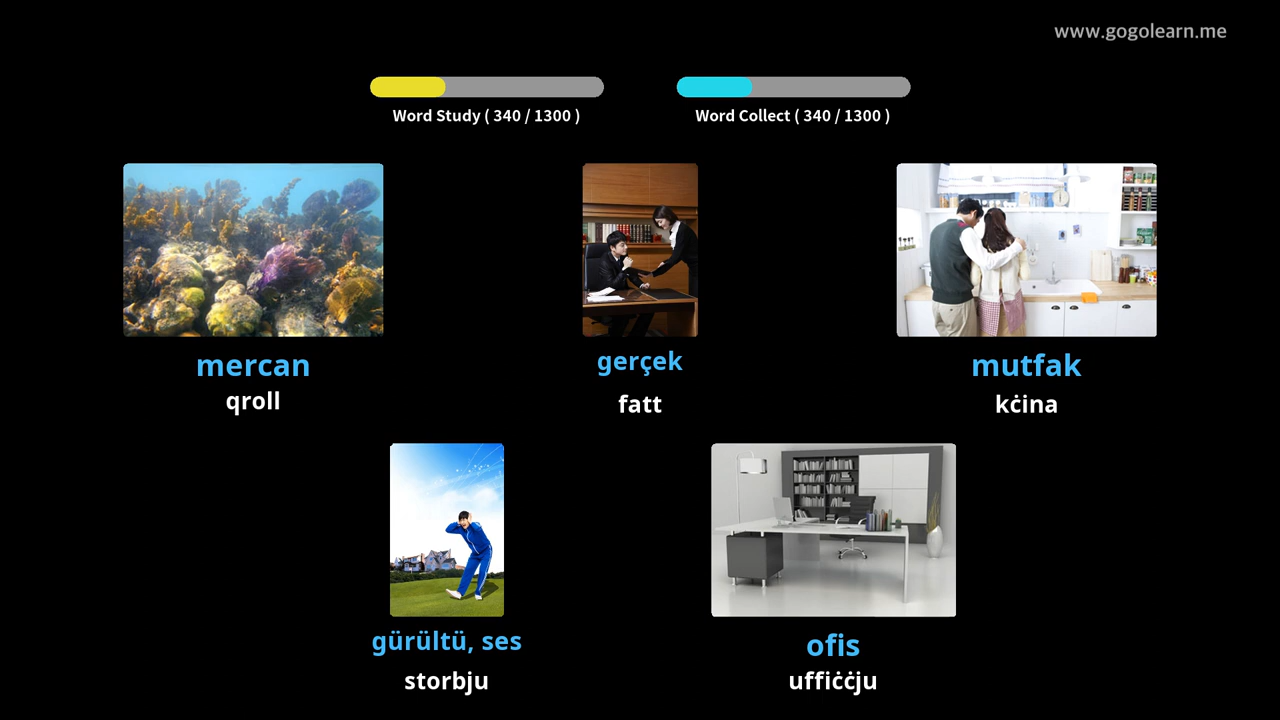 www.gogolearn.me
Word Study ( 340 / 1300 )
Word Collect ( 340 / 1300 )
mercan
qroll
gerçek
fatt
mutfak
kċina
gürültü, ses
storbju
ofis
uffiċċju